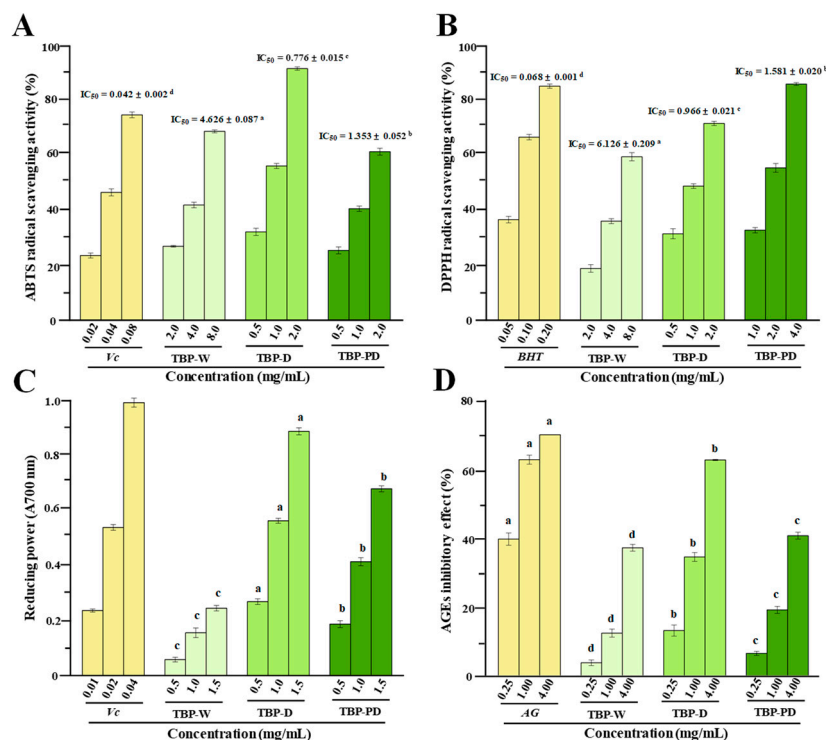 A
ABTS radical scavenging activity (%)
100
80
60
40
20
IC50 = 0.042 ± 0.002 d
IC50 = 4.626 ± 0.087 a
IC50 = 0.776 ± 0.015 c
IC50 = 1.353 ± 0.052 b
0.02 0.04 0.08 2.0 4.0 8.0 0.5 1.0 2.0 0.5 1.0 2.0
Vc TBP-W TBP-D TBP-PD
Concentration (mg/mL)
B
DPPH radical scavenging activity (%)
100
80
60
40
20
IC50 = 0.068 ± 0.001 d
IC50 = 6.126 ± 0.209 a
IC50 = 0.966 ± 0.021 c
IC50 = 1.581 ± 0.020 b
0.05 0.10 0.20 2.0 4.0 8.0 0.5 1.0 2.0 1.0 2.0 4.0
BHT TBP-W TBP-D TBP-PD
Concentration (mg/mL)
C
Reducing power (A700 nm)
1.0
0.8
0.6
0.4
0.2
0
c c c a a a b b b
0.01 0.02 0.04 0.5 1.0 1.5 0.5 1.0 1.5 0.5 1.0 1.5
Vc TBP-W TBP-D TBP-PD
Concentration (mg/mL)
D
AGEs inhibitory effect (%)
80
60
40
20
0
a a a d d d b b b c c c
0.25 1.00 4.00 0.25 1.00 4.00 0.25 1.00 4.00 0.25 1.00 4.00
AG TBP-W TBP-D TBP-PD
Concentration (mg/mL)